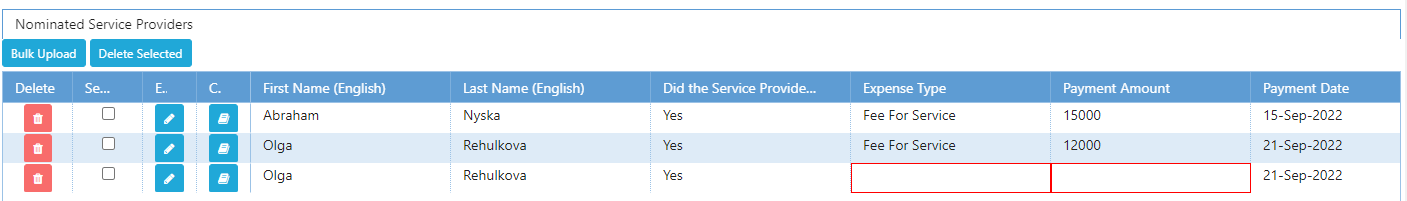 Nominated Service Providers
Bulk Upload Delete Selected
Delete Se... E.. C. First Name (English) Last Name (English) Did the Service Provide... Expense Type Payment Amount Payment Date
Abraham Nyska Yes Fee For Service 15000 15-Sep-2022
Olga Rehulkova Yes Fee For Service 12000 21-Sep-2022
Olga Rehulkova Yes 21-Sep-2022